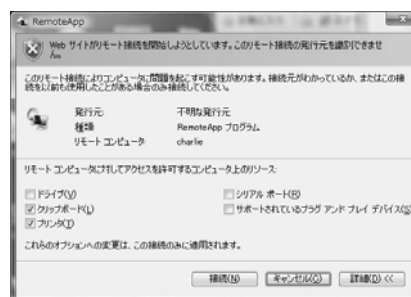 RemoteApp
Web サイトがリモート接続を開始しようとしています。このリモート接続の発行元を識別できませ
ん。
このリモート接続によりコンピュータに問題を起こす可能性があります。接続元がわかっているか、またはこの接
続を以前も使用したことがある場合のみ接続してください。
発行元: 不明な発行元
種類: RemoteApp プログラム
リモート コンピュータ: charlie
リモート コンピュータに対してアクセスを許可するコンピュータ上のリソース:
ドライブ(V) シリアル ポート(R)
クリップボード(L) サポートされているプラグ アンド プレイ デバイス(S)
プリンタ(T)
これらのオプションへの変更は、この接続のみに適用されます。
接続(N) キャンセル(C) 詳細(D) <<